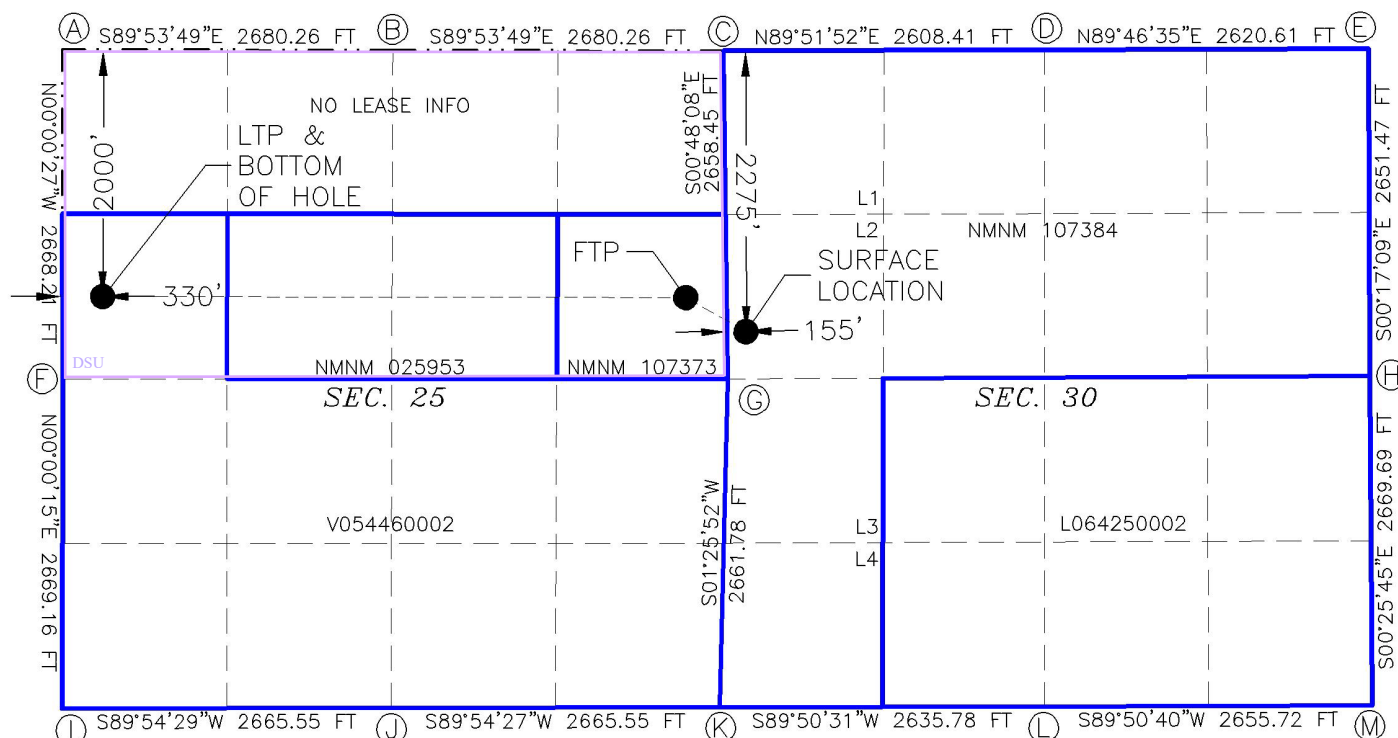 A B C D E
S89°53'49"E 2680.26 FT
S89°53'49"E 2680.26 FT
N89°51'52"E 2608.41 FT
N89°46'35"E 2620.61 FT
N00°00'27"W 2668.21 FT
2000'
NO LEASE INFO
LTP &
BOTTOM
OF HOLE
S00°48'08"E
2658.45 FT
2275'
L1
L2
NMNM 107384
S00°17'09"E 2651.47 FT
FTP
SURFACE
LOCATION
330'
155'
DSU
NMNM 025953
NMNM 107373
F
SEC. 25
G
SEC. 30
H
N00°00'15"E 2669.16 FT
V054460002
S01°25'52"W
2661.78 FT
L3
L4
L064250002
S00°25'45"E 2669.69 FT
I
S89°54'29"W 2665.55 FT
J
S89°54'27"W 2665.55 FT
K
S89°50'31"W 2635.78 FT
L
S89°50'40"W 2655.72 FT
M